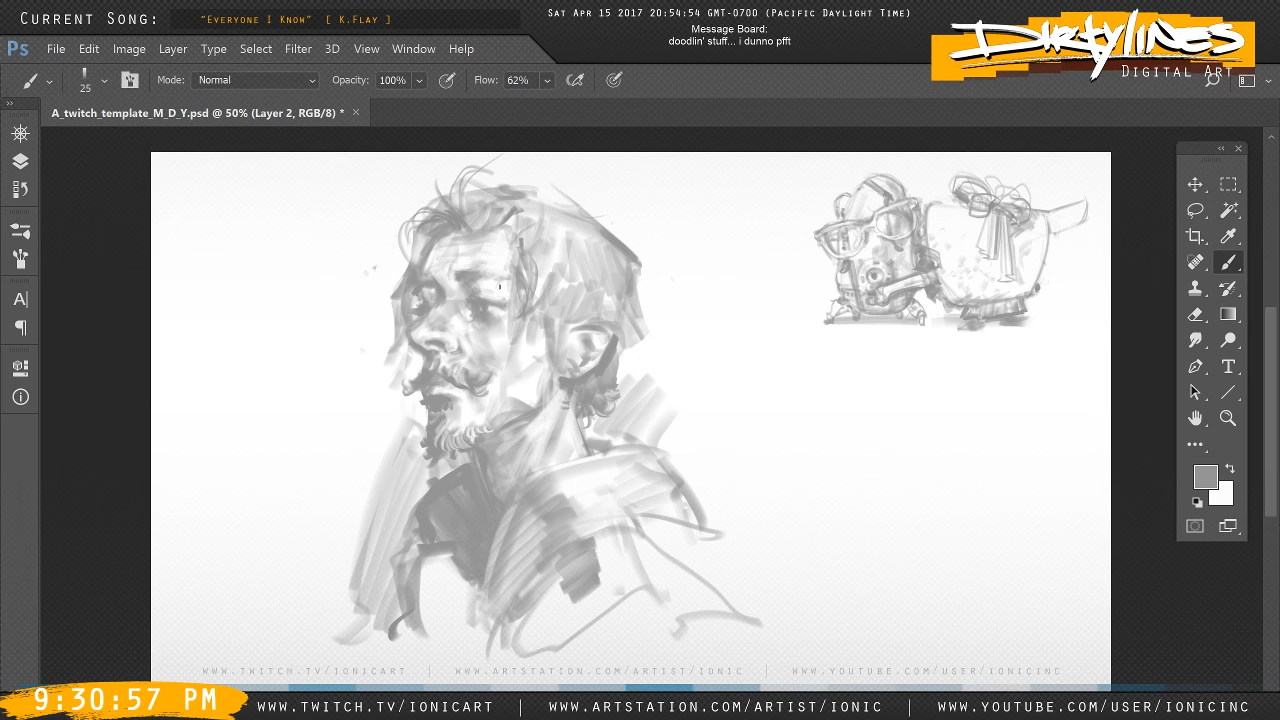 Current Song: "Everyone I Know" [ K.Flay ]
Sat Apr 15 2017 20:54:54 GMT-0700 (Pacific Daylight Time)
Message Board:
doodlin' stuff... i dunno pfft
DirtyLines
Digital Art
Ps File Edit Image Layer Type Select Filter 3D View Window Help
25 Mode: Normal Opacity: 100% Flow: 62%
A_twitch_template_M_D_Y.psd @ 50% (Layer 2, RGB/8) *
www.twitch.tv/ionicart | www.artstation.com/artist/ionic | www.youtube.com/user/ionicinc
9:30:57 PM
www.twitch.tv/ionicart | www.artstation.com/artist/ionic | www.youtube.com/user/ionicinc